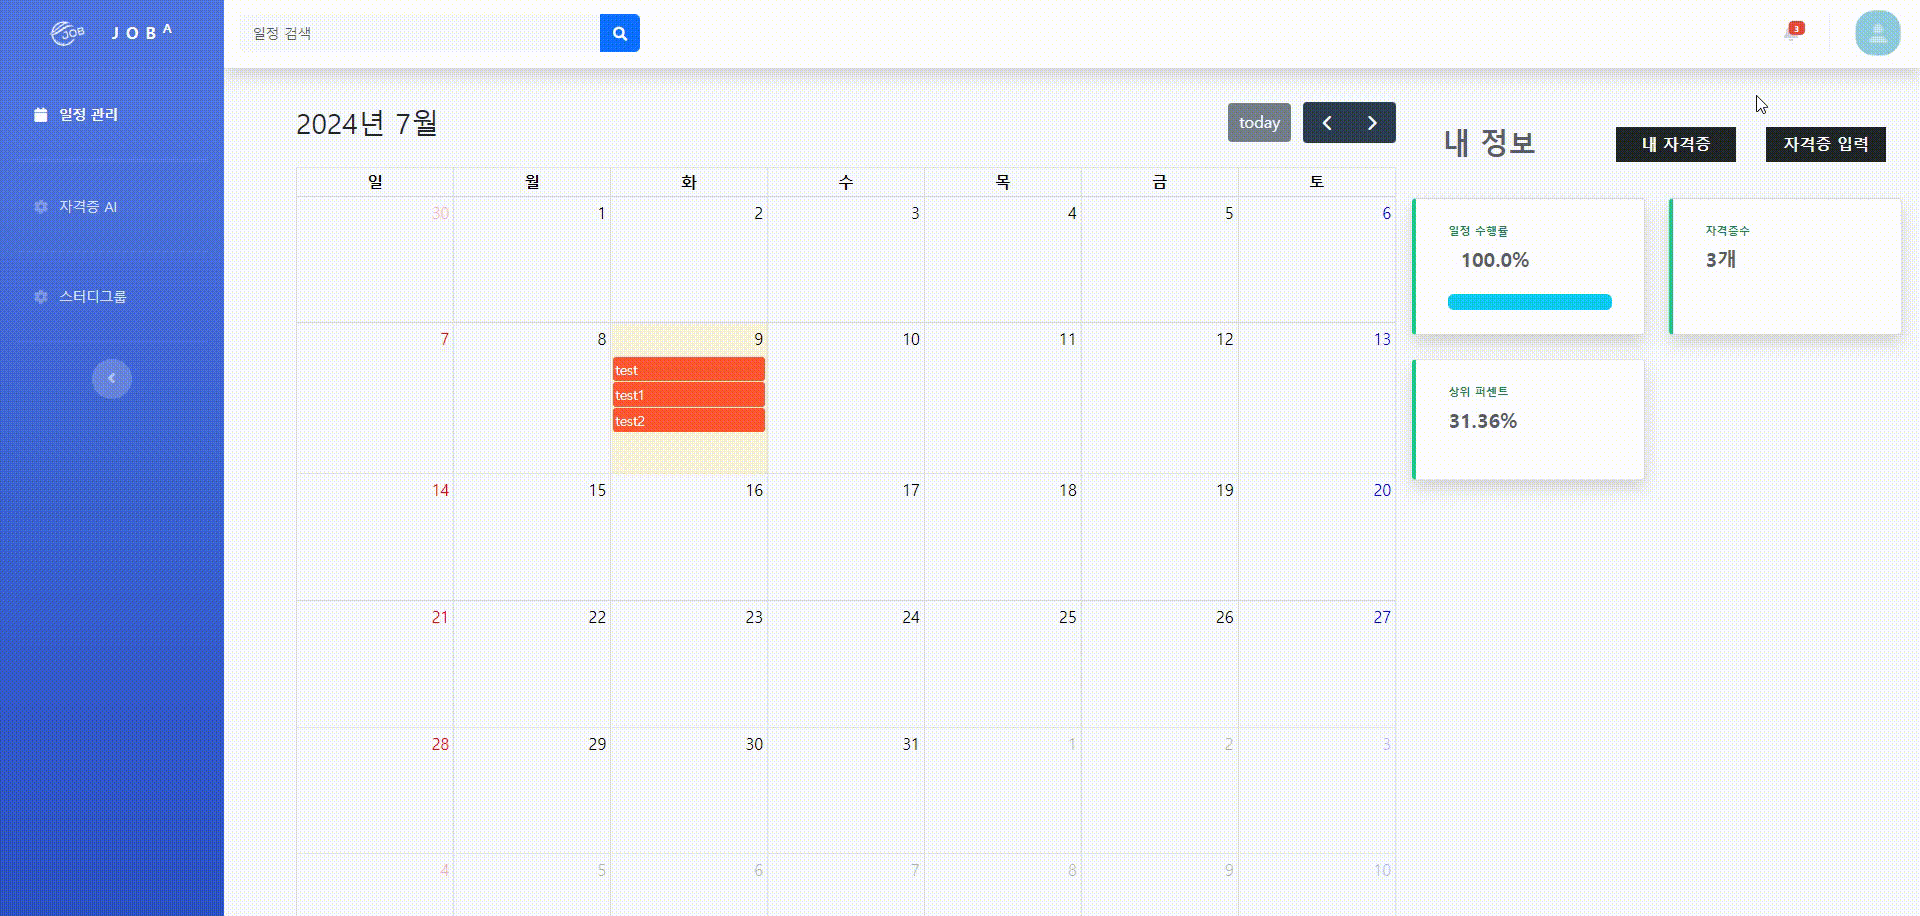 JOB JOB A
일정 검색
3
일정 관리
자격증 AI
스터디그룹
2024년 7월
today
일 월 화 수 목 금 토
30 1 2 3 4 5 6
7 8 9 10 11 12 13
test
test1
test2
14 15 16 17 18 19 20
21 22 23 24 25 26 27
28 29 30 31 1 2 3
4 5 6 7 8 9 10
내 정보
내 자격증
자격증 입력
일정 수행률
100.0%
자격증수
3개
상위 퍼센트
31.36%